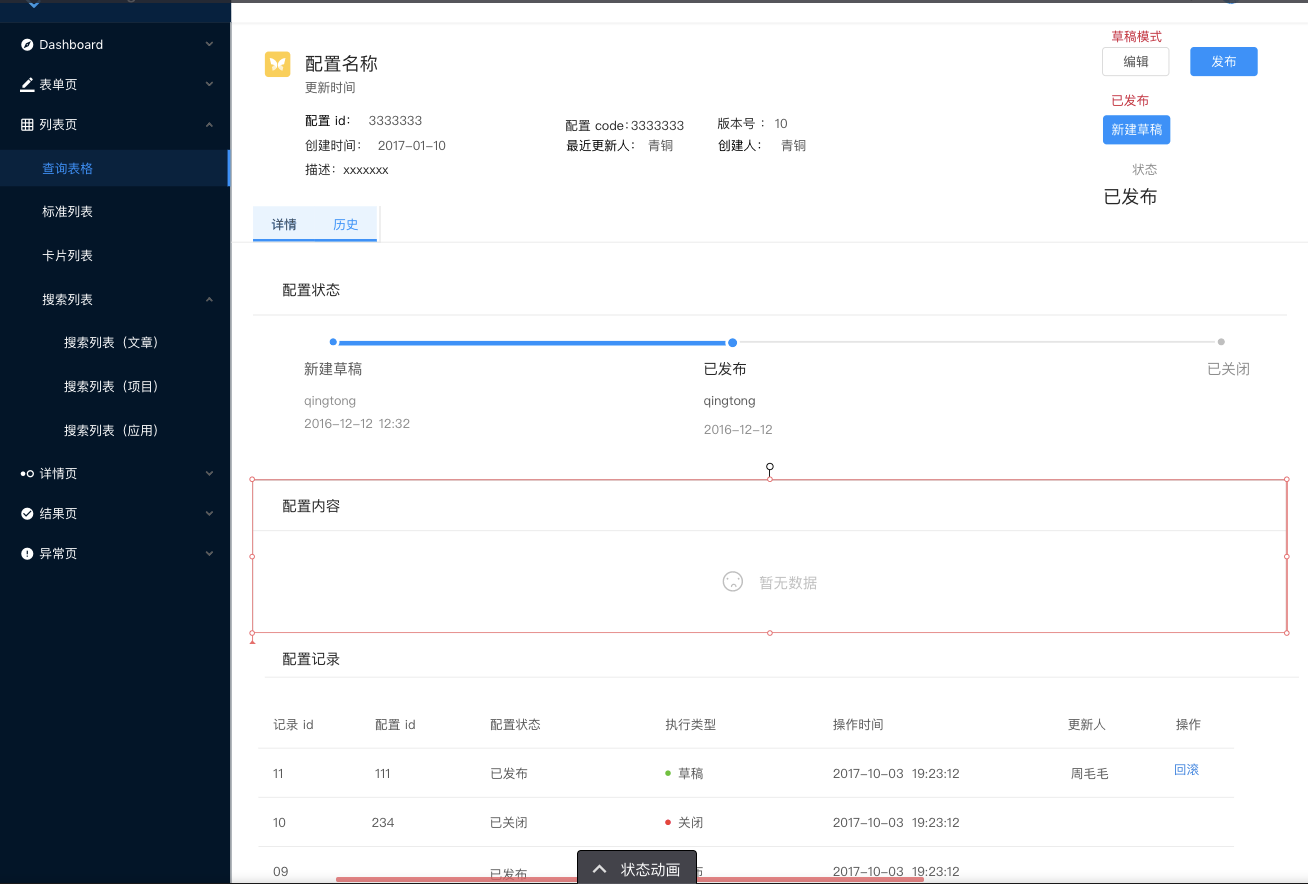 Dashboard
表单页
列表页
查询表格
标准列表
卡片列表
搜索列表
搜索列表（文章）
搜索列表（项目）
搜索列表（应用）
详情页
结果页
异常页
配置名称
更新时间
草稿模式
编辑 发布
已发布
新建草稿
状态
已发布
配置 id： 3333333 配置 code:3333333 版本号 ： 10
创建时间： 2017-01-10 最近更新人： 青铜 创建人： 青铜
描述： xxxxxxx
详情 历史
配置状态
新建草稿 已发布 已关闭
qingtong qingtong
2016-12-12 12:32 2016-12-12
配置内容
暂无数据
配置记录
记录 id 配置 id 配置状态 执行类型 操作时间 更新人 操作
11 111 已发布 草稿 2017-10-03 19:23:12 周毛毛 回滚
10 234 已关闭 关闭 2017-10-03 19:23:12
09 已发布 2017-10-03 19:23:12
状态动画